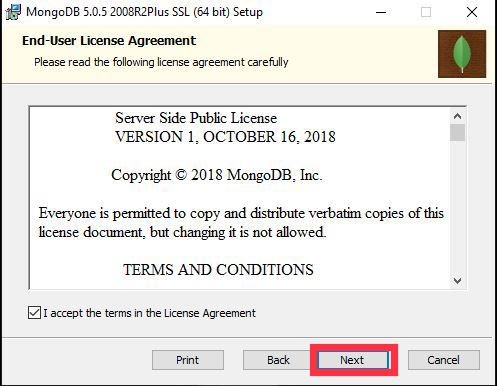 MongoDB 5.0.5 2008R2Plus SSL (64 bit) Setup
End-User License Agreement
Please read the following license agreement carefully
Server Side Public License
VERSION 1, OCTOBER 16, 2018
Copyright © 2018 MongoDB, Inc.
Everyone is permitted to copy and distribute verbatim copies of this
license document, but changing it is not allowed.
TERMS AND CONDITIONS
I accept the terms in the License Agreement
Print Back Next Cancel